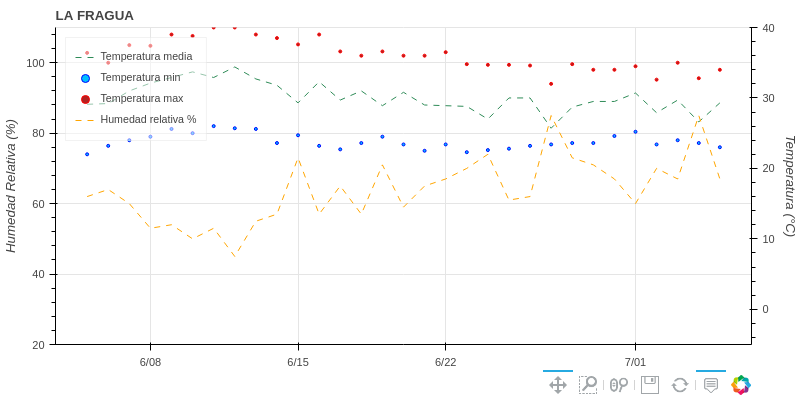 LA FRAGUA
Temperatura media
Temperatura min
Temperatura max
Humedad relativa %
Humedad Relativa (%)
100
80
60
40
20
Temperatura (°C)
40
30
20
10
0
6/08
6/15
6/22
7/01